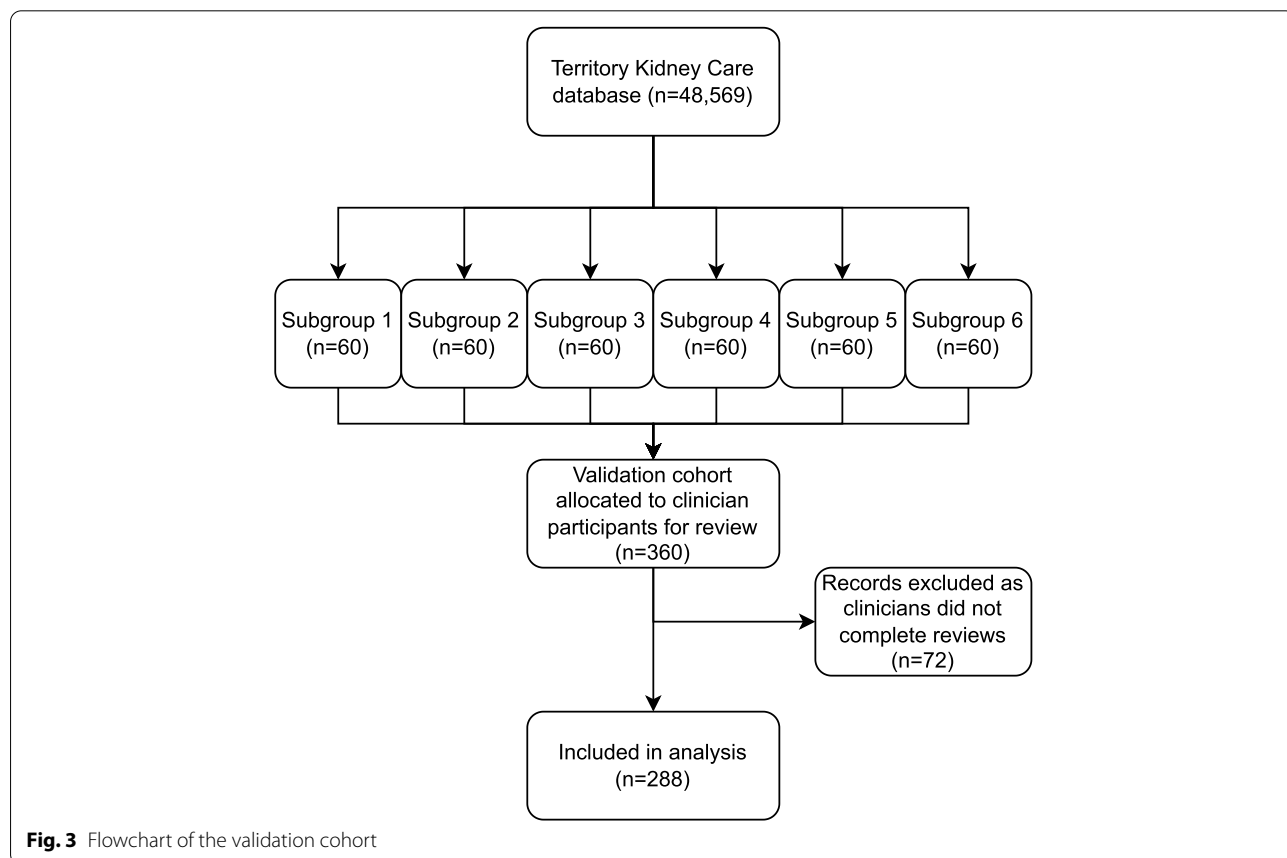 Territory Kidney Care
database (n=48,569)
Subgroup 1
(n=60)
Subgroup 2
(n=60)
Subgroup 3
(n=60)
Subgroup 4
(n=60)
Subgroup 5
(n=60)
Subgroup 6
(n=60)
Validation cohort
allocated to clinician
participants for review
(n=360)
Records excluded as
clinicians did not
complete reviews
(n=72)
Included in analysis
(n=288)
Fig. 3 Flowchart of the validation cohort